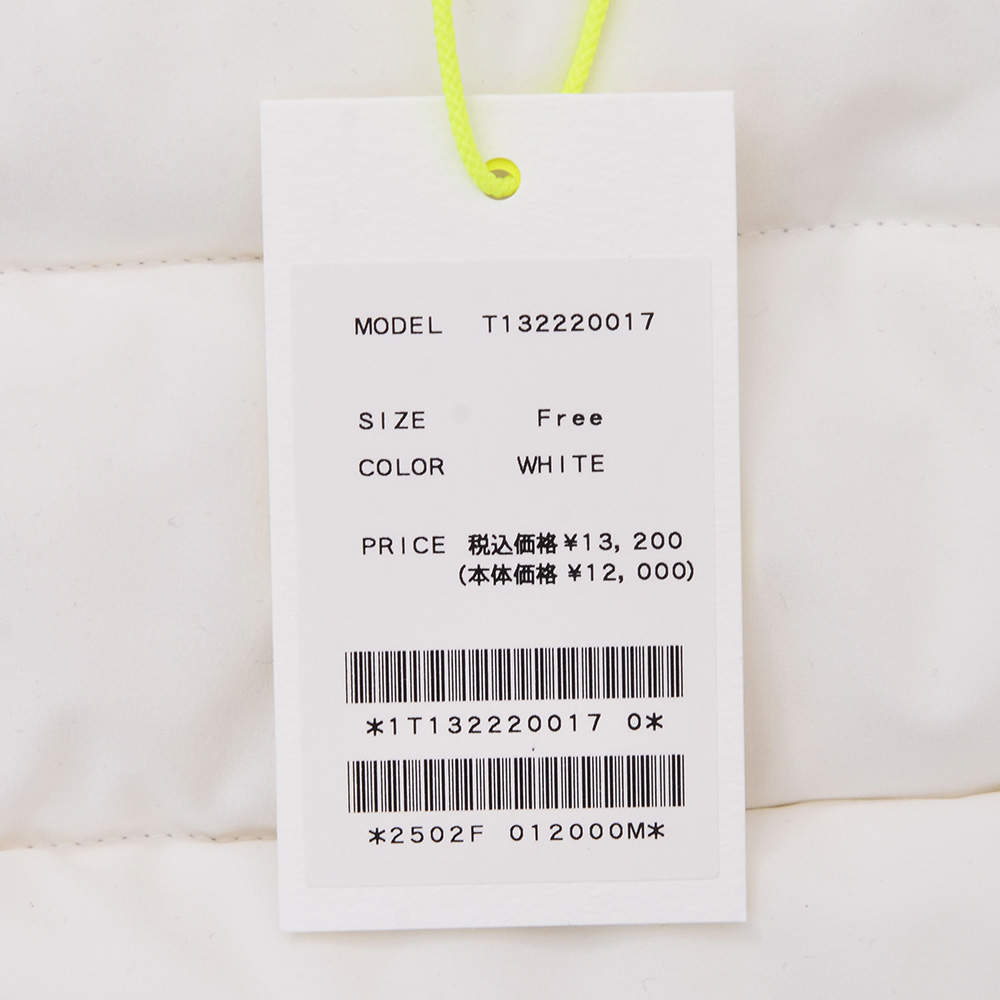 MODEL T132220017
SIZE Free
COLOR WHITE
PRICE 税込価格¥13, 200
(本体価格 ¥12, 000)
*1T132220017 0*
*2502F 012000M*